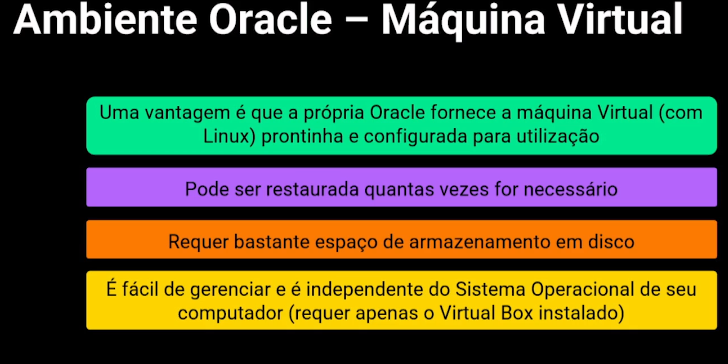 Ambiente Oracle – Máquina Virtual
Uma vantagem é que a própria Oracle fornece a máquina Virtual (com
Linux) prontinha e configurada para utilização
Pode ser restaurada quantas vezes for necessário
Requer bastante espaço de armazenamento em disco
É fácil de gerenciar e é independente do Sistema Operacional de seu
computador (requer apenas o Virtual Box instalado)